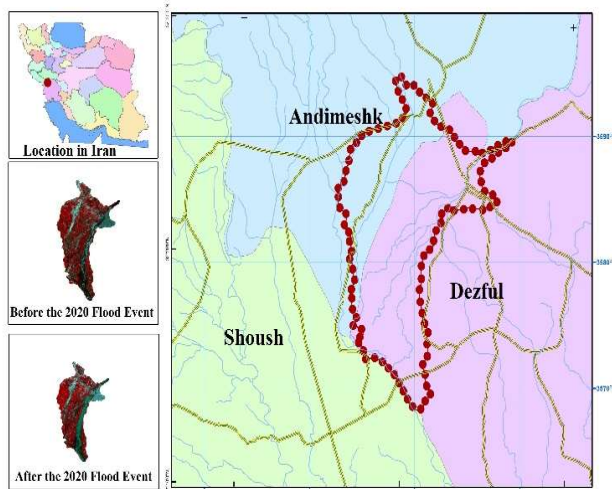 Location in Iran
Before the 2020 Flood Event
After the 2020 Flood Event
Andimeshk
Dezful
Shoush